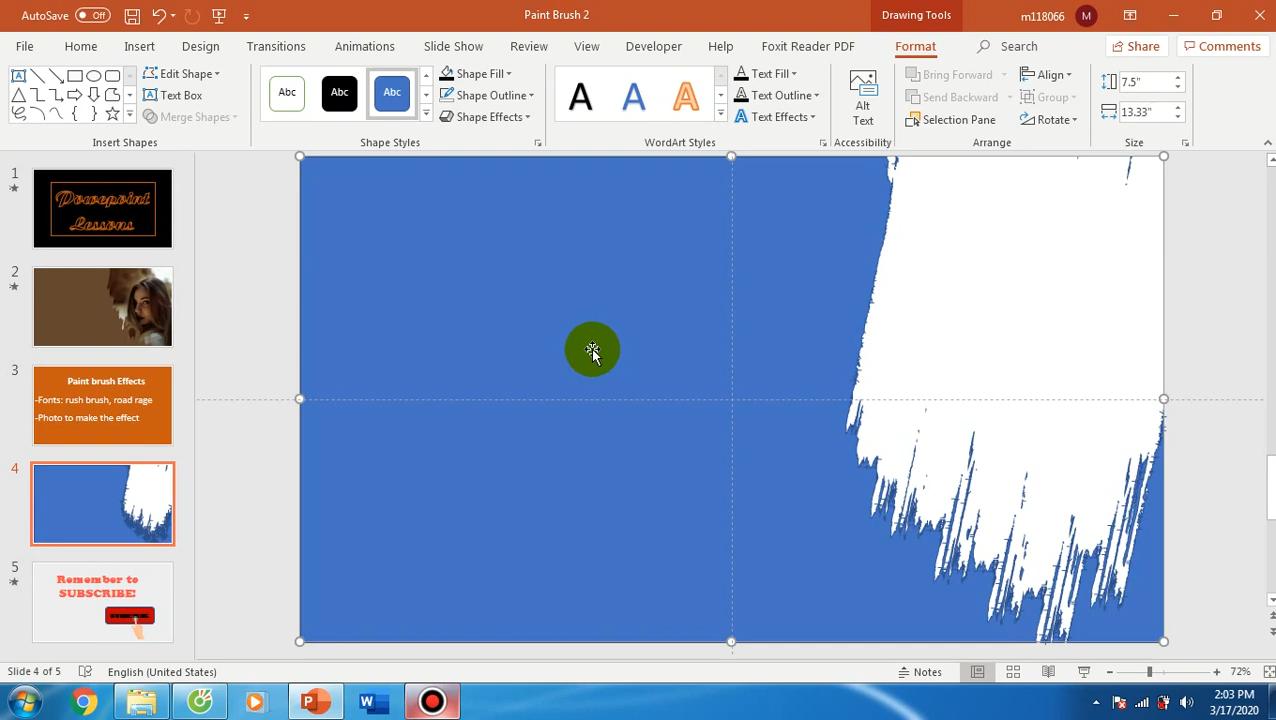 AutoSave Off Paint Brush 2 Drawing Tools m118066 M
File Home Insert Design Transitions Animations Slide Show Review View Developer Help Foxit Reader PDF Format Search Share Comments
Edit Shape
Text Box
Merge Shapes
Insert Shapes
Abc Abc Abc
Shape Fill
Shape Outline
Shape Effects
Shape Styles
A A A
Text Fill
Text Outline
Text Effects
WordArt Styles
Alt
Text
Accessibility
Bring Forward
Send Backward
Selection Pane
Align
Group
Rotate
Arrange
7.5"
13.33"
Size
1
Powepoint
Lessons
2
3
Paint brush Effects
-Fonts: rush brush, road rage
-Photo to make the effect
4
5
Remember to
SUBSCRIBE!
Slide 4 of 5 English (United States) Notes 72%
2:03 PM
3/17/2020